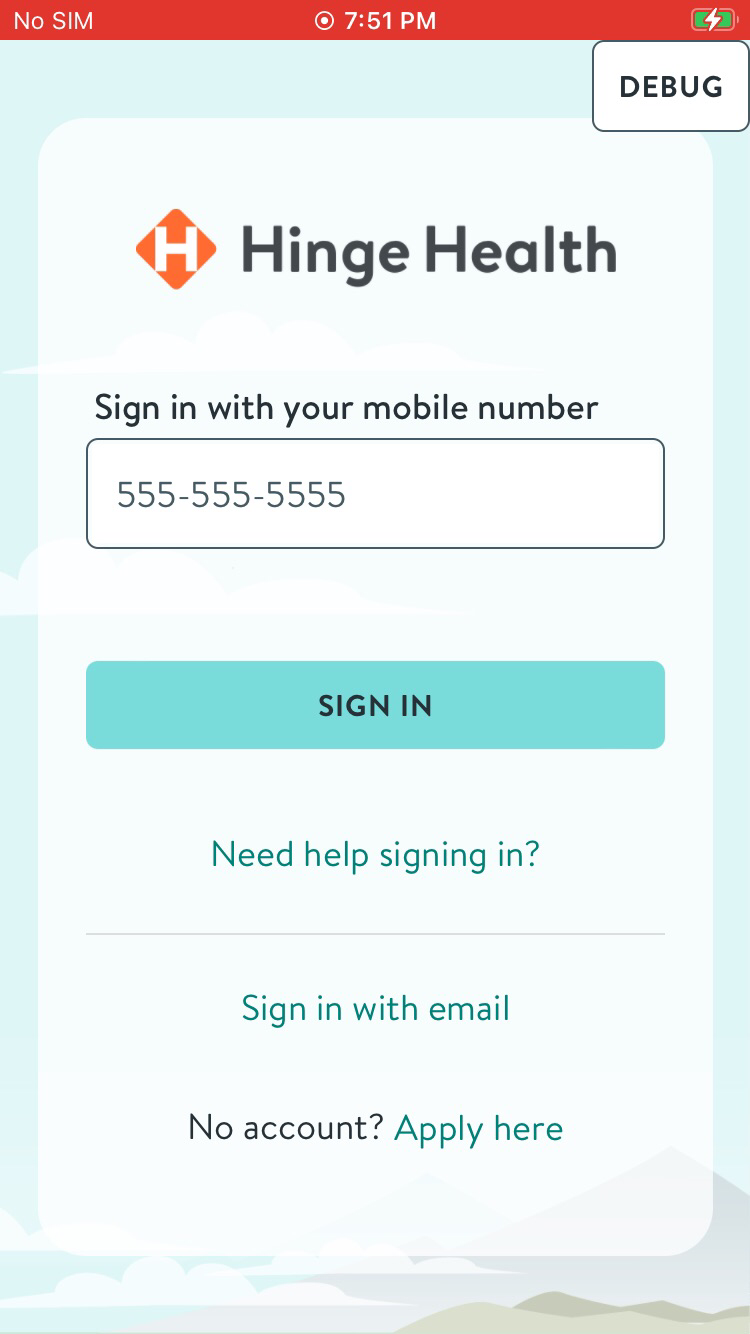 No SIM 7:51 PM
DEBUG
Hinge Health
Sign in with your mobile number
555-555-5555
SIGN IN
Need help signing in?
Sign in with email
No account? Apply here